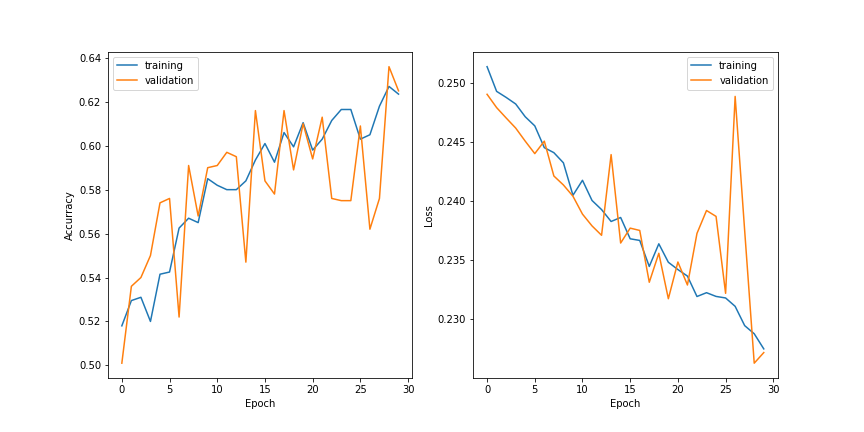 training
validation
0.64
0.62
0.60
0.58
0.56
0.54
0.52
0.50
Accurracy
0 5 10 15 20 25 30
Epoch
training
validation
0.250
0.245
0.240
0.235
0.230
Loss
0 5 10 15 20 25 30
Epoch